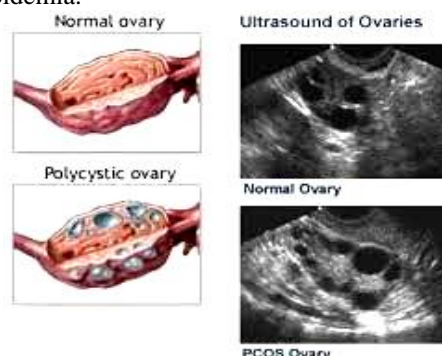 Normal ovary
Ultrasound of Ovaries
Normal Ovary
Polycystic ovary
PCOS Ovary